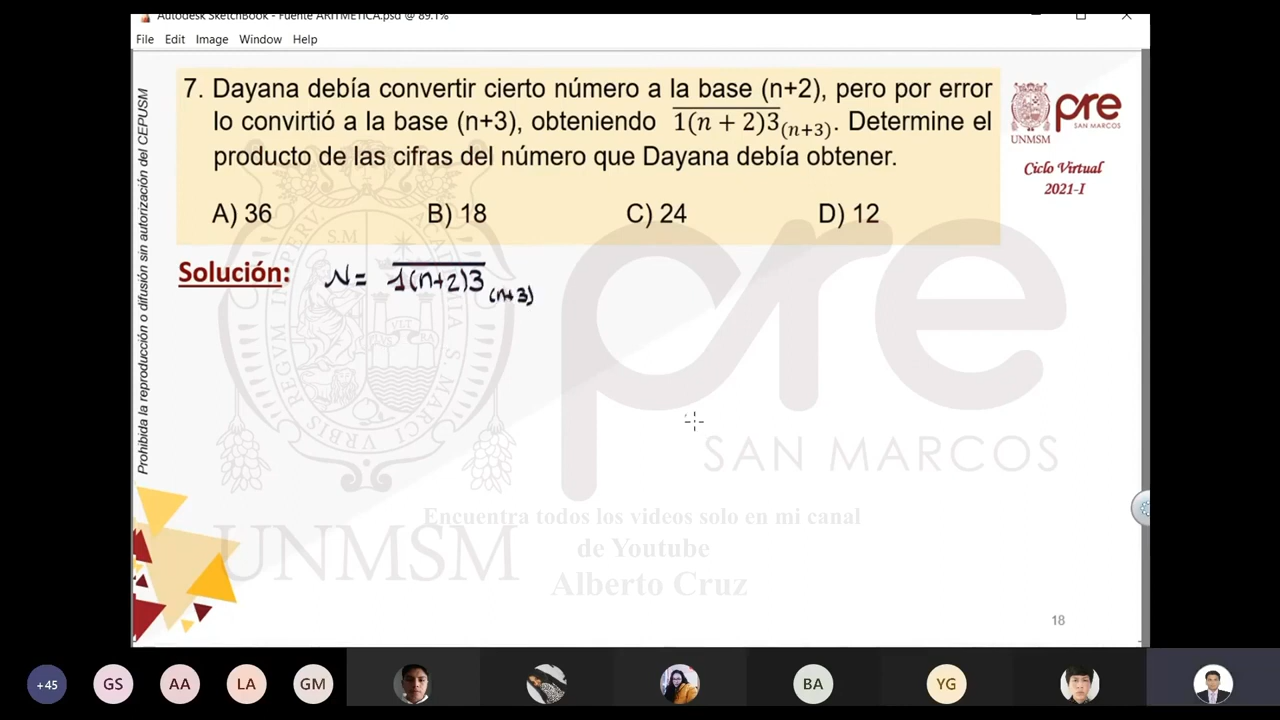 Autodesk SketchBook - Fuente ARITMETICA.psd @ 89.1%
File Edit Image Window Help
7. Dayana debía convertir cierto número a la base (n+2), pero por error
lo convirtió a la base (n+3), obteniendo 1(n + 2)3(n+3). Determine el
producto de las cifras del número que Dayana debía obtener.
A) 36 B) 18 C) 24 D) 12
UNMSM
pre
SAN MARCOS
Ciclo Virtual
2021-I
Prohibida la reproducción o difusión sin autorización del CEPUSM
Solución: N = 1(n+2)3(n+3)
pre
SAN MARCOS
UNMSM
Encuentra todos los videos solo en mi canal
de Youtube
Alberto Cruz
18
+45 GS AA LA GM BA YG